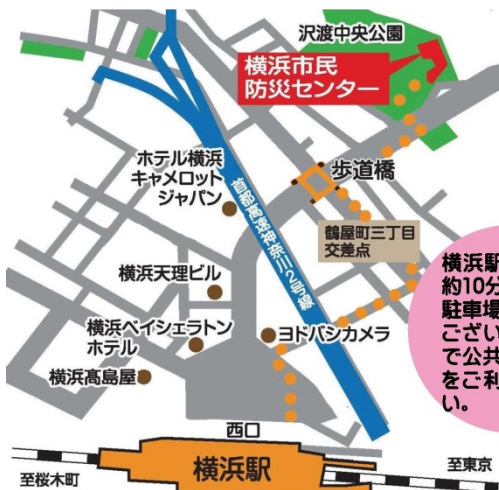 沢渡中央公園
横浜市民
防災センター
歩道橋
ホテル横浜
キャメロット
ジャパン
首都高速神奈川2号線
鶴屋町三丁目
交差点
横浜天理ビル
横浜ベイシェラトン
ホテル
ヨドバシカメラ
横浜髙島屋
横浜駅
約10分
駐車場
ござい
で公共
をご利
い。
西口
横浜駅
至桜木町
至東京